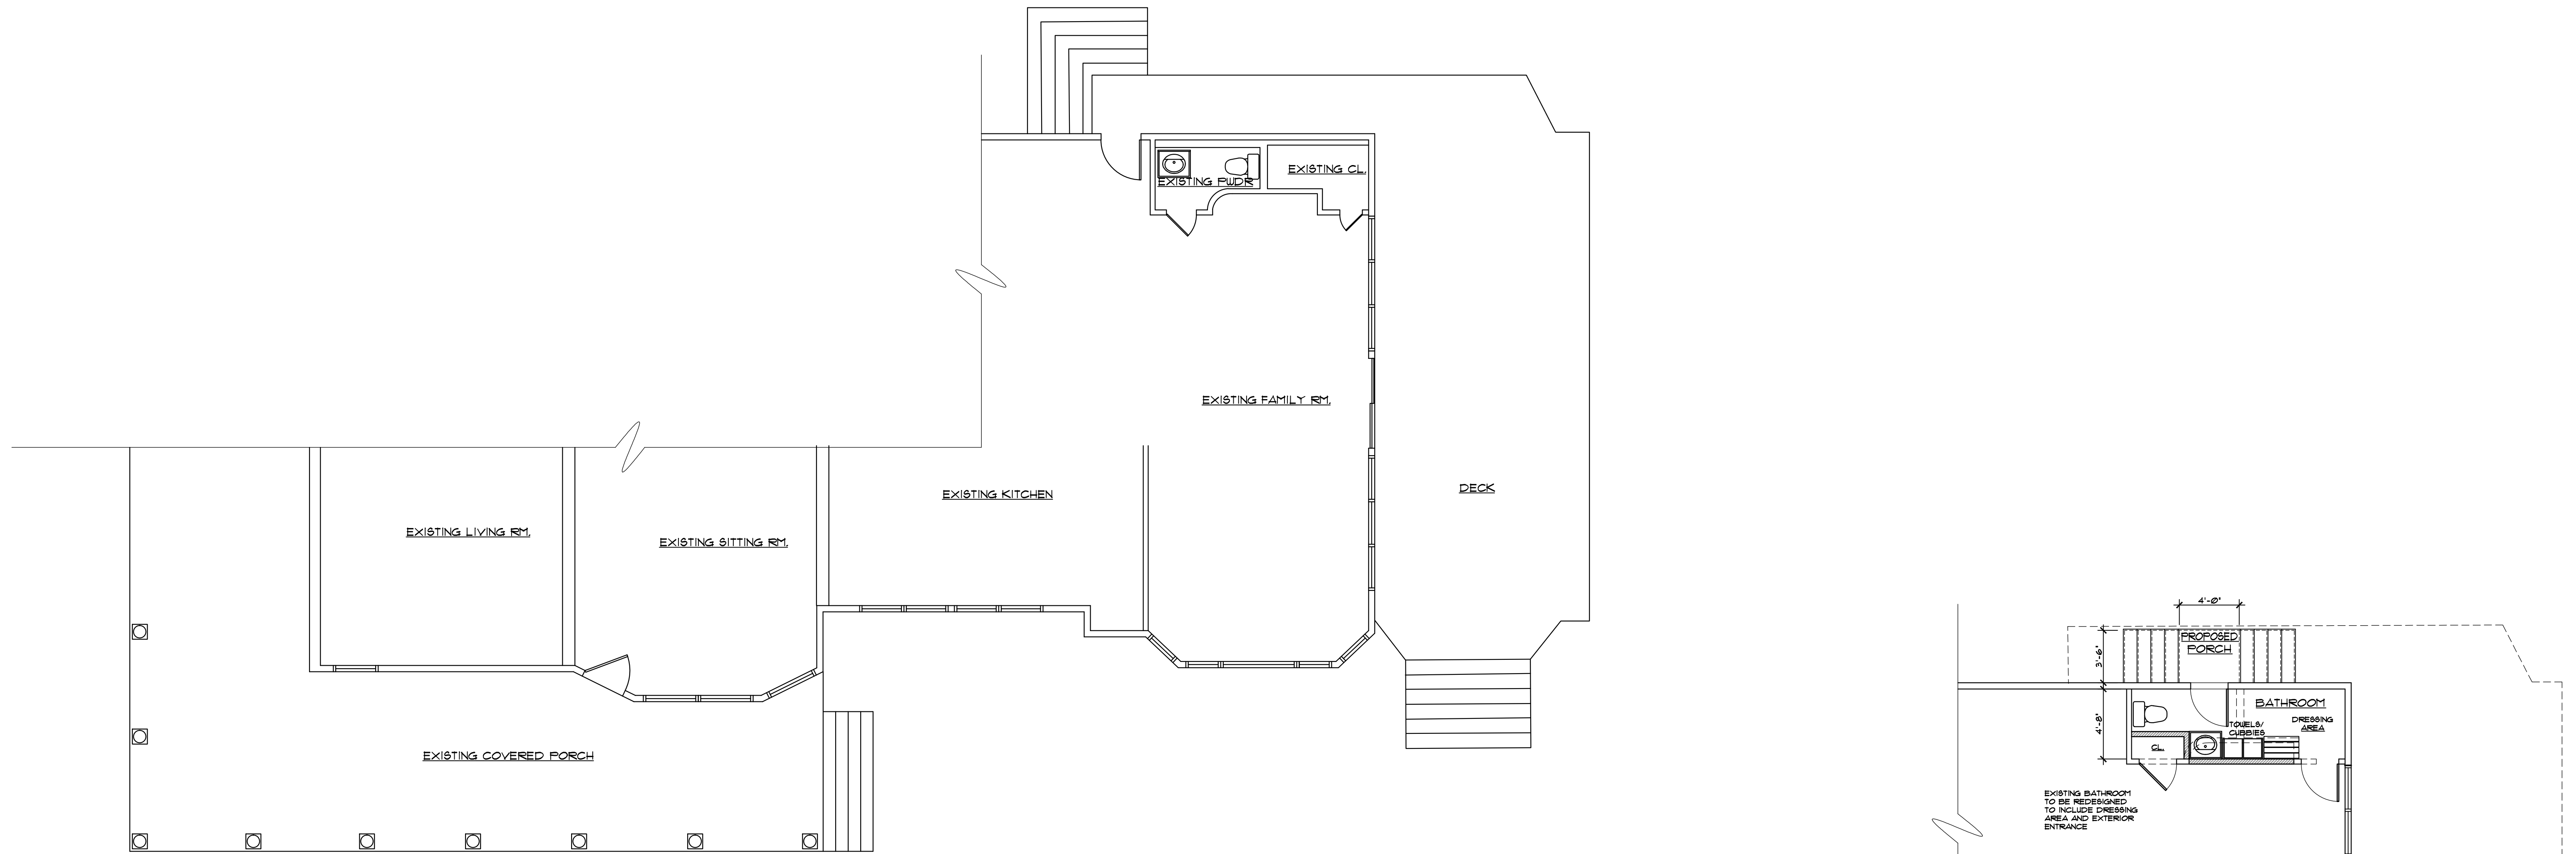 EXISTING PWDR
EXISTING CL.
EXISTING FAMILY RM.
DECK
EXISTING KITCHEN
EXISTING LIVING RM.
EXISTING SITTING RM.
EXISTING COVERED PORCH
4'-0"
PROPOSED
PORCH
3'-6"
4'-8"
BATHROOM
TOWELS/
CUBBIES
DRESSING
AREA
CL.
EXISTING BATHROOM
TO BE REDESIGNED
TO INCLUDE DRESSING
AREA AND EXTERIOR
ENTRANCE